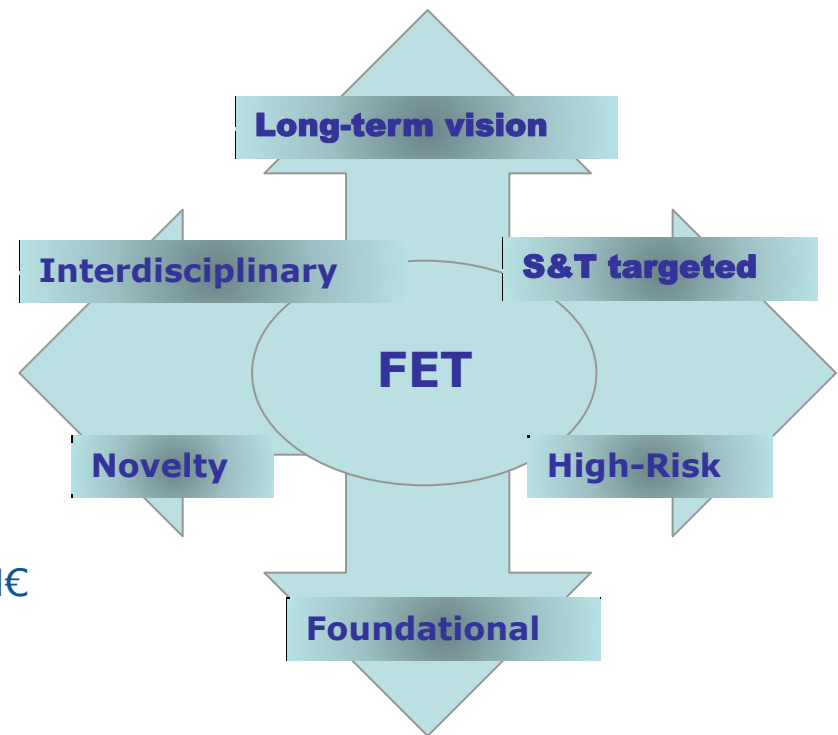 Long-term vision
Interdisciplinary
S&T targeted
FET
Novelty
High-Risk
€
Foundational